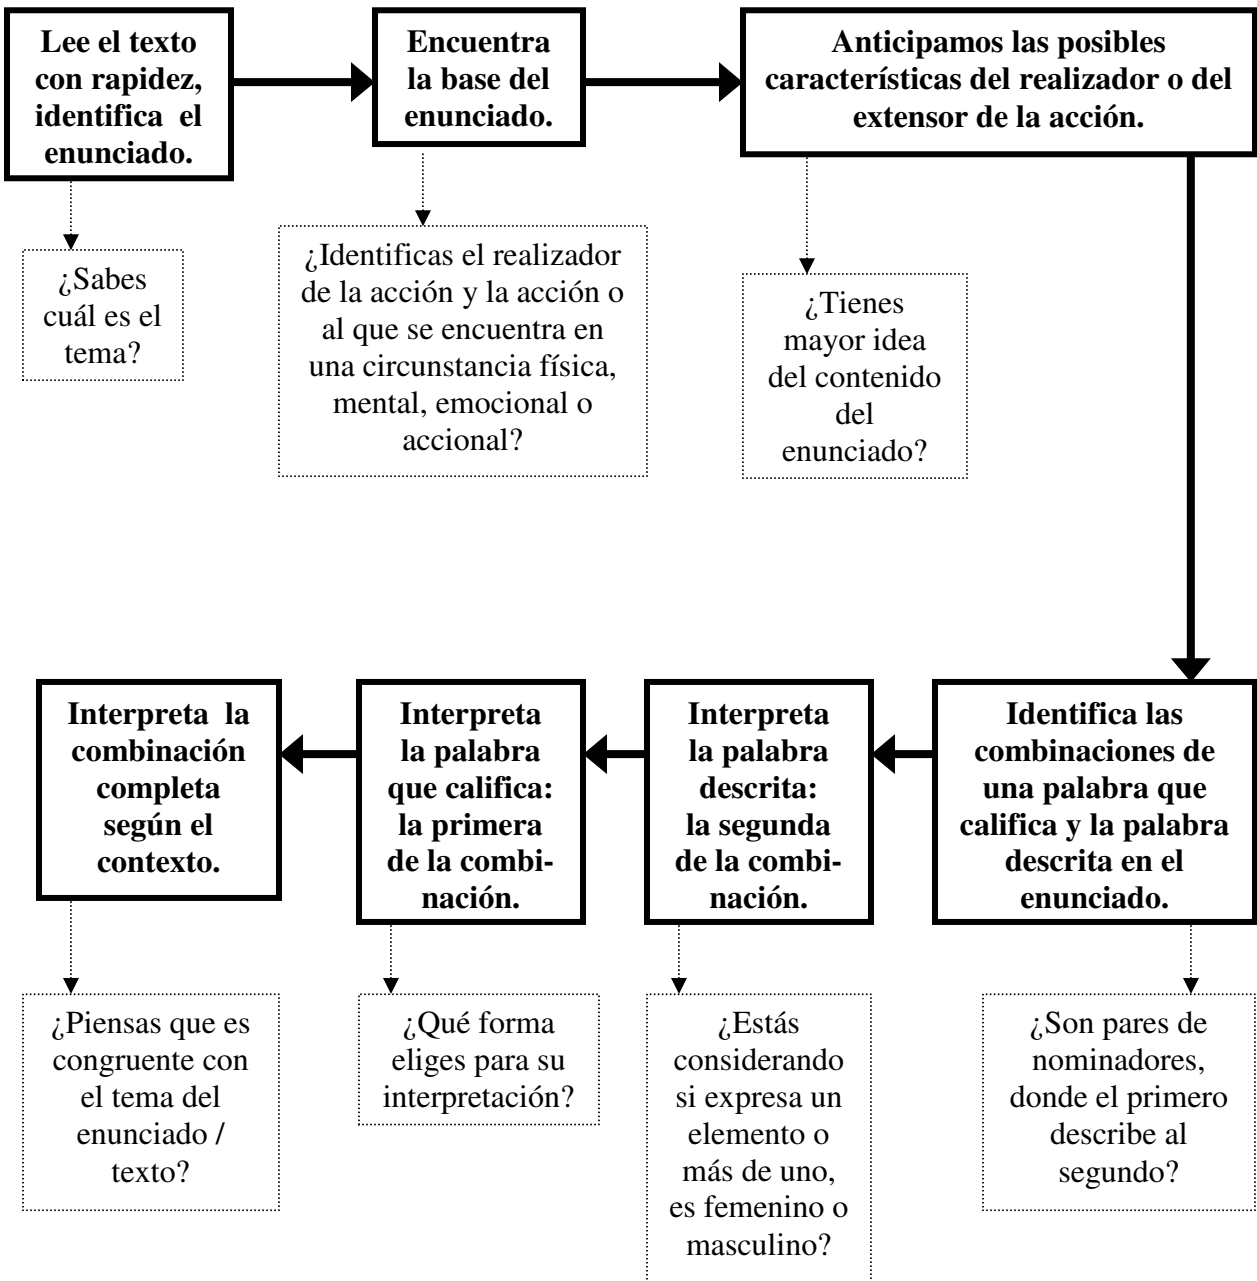 Lee el texto
con rapidez,
identifica el
enunciado.
Encuentra
la base del
enunciado.
Anticipamos las posibles
características del realizador o del
extensor de la acción.
¿Sabes
cuál es el
tema?
¿Identificas el realizador
de la acción y la acción o
al que se encuentra en
una circunstancia física,
mental, emocional o
accional?
¿Tienes
mayor idea
del contenido
del
enunciado?
Identifica las
combinaciones de
una palabra que
califica y la palabra
descrita en el
enunciado.
Interpreta
la palabra
descrita:
la segunda
de la combi-
nación.
Interpreta
la palabra
que califica:
la primera
de la combi-
nación.
Interpreta la
combinación
completa
según el
contexto.
¿Son pares de
nominadores,
donde el primero
describe al
segundo?
¿Estás
considerando
si expresa un
elemento o
más de uno,
es femenino o
masculino?
¿Qué forma
eliges para su
interpretación?
¿Piensas que es
congruente con
el tema del
enunciado /
texto?